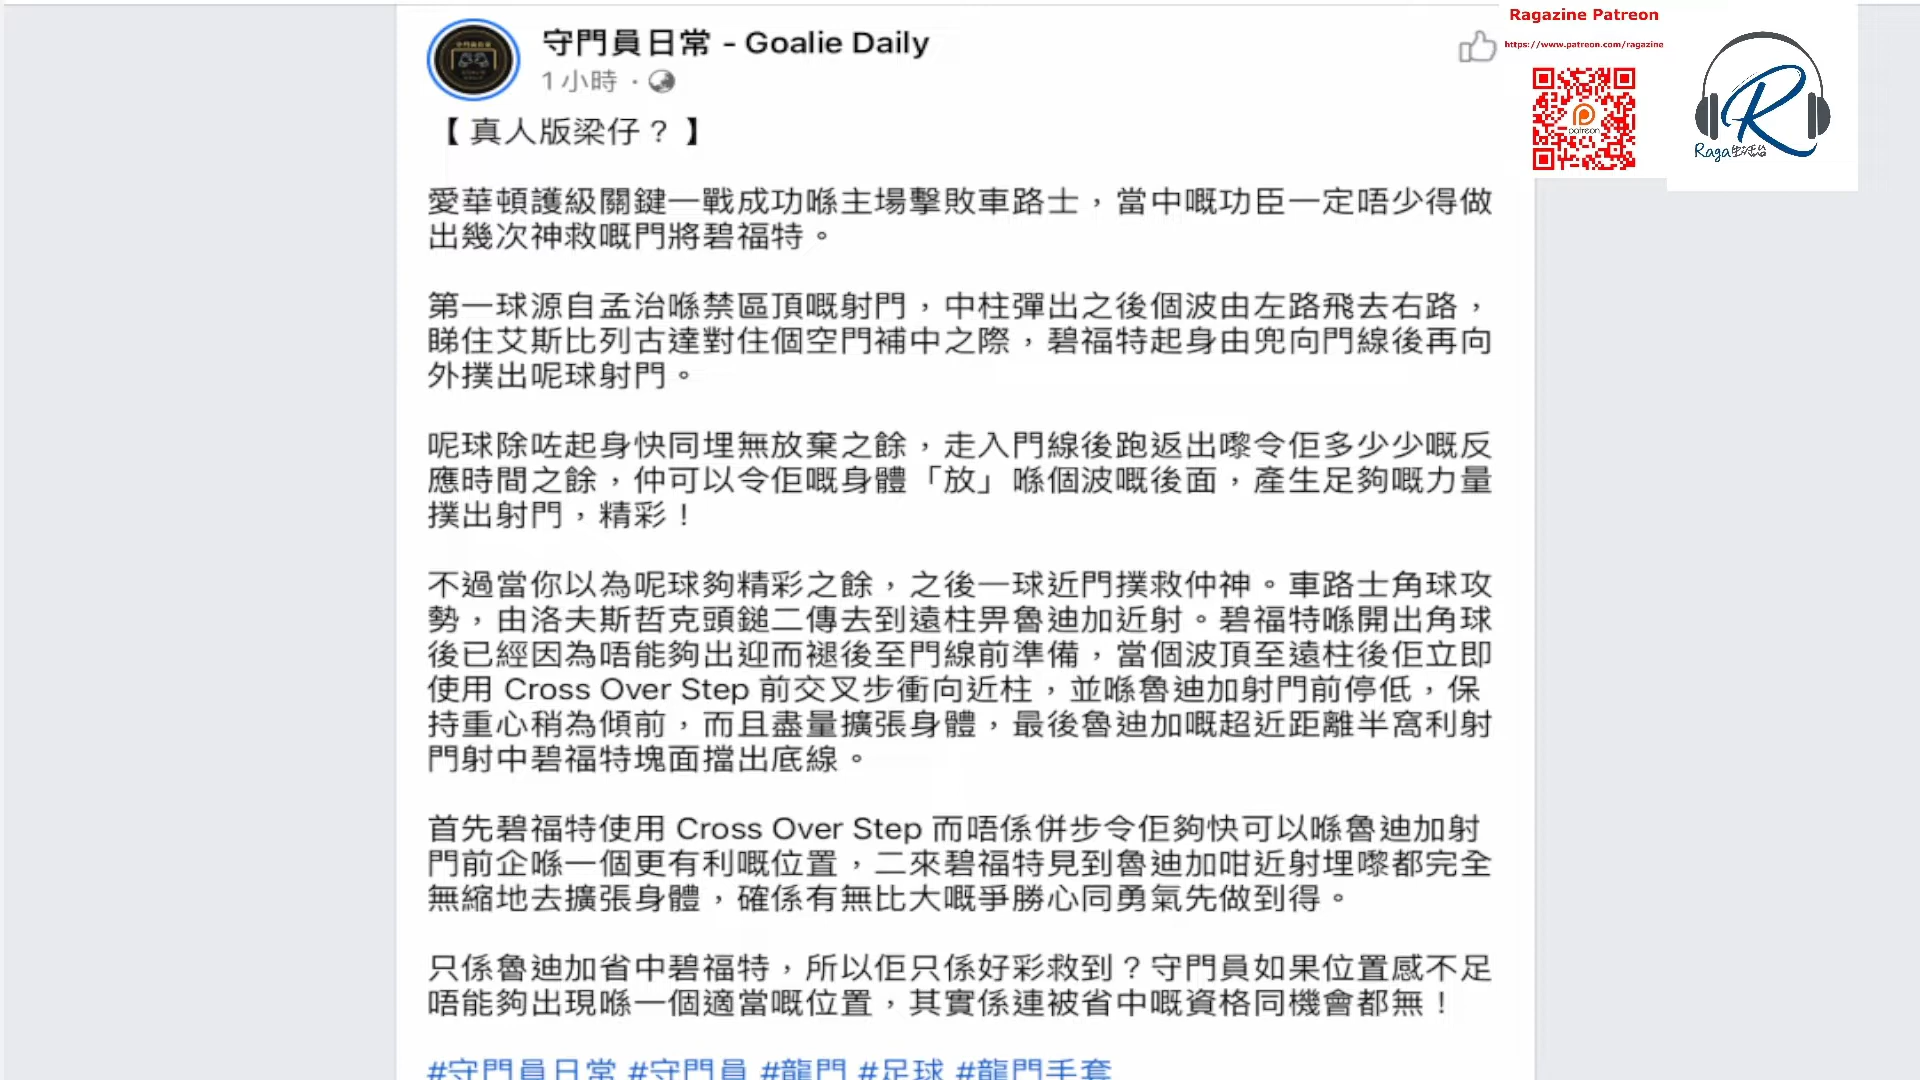 守門員日常 - Goalie Daily
1 小時 ·
【 真人版梁仔？】
愛華頓護級關鍵一戰成功喺主場擊敗車路士，當中嘅功臣一定唔少得做
出幾次神救嘅門將碧福特。
第一球源自孟治喺禁區頂嘅射門，中柱彈出之後個波由左路飛去右路，
睇住艾斯比列古達對住個空門補中之際，碧福特起身由兜向門線後再向
外撲出呢球射門。
呢球除咗起身快同埋無放棄之餘，走入門線後跑返出嚟令佢多少少嘅反
應時間之餘，仲可以令佢嘅身體「放」喺個波嘅後面，產生足夠嘅力量
撲出射門，精彩！
不過當你以為呢球夠精彩之餘，之後一球近門撲救仲神。車路士角球攻
勢，由洛夫斯哲克頭鎚二傳去到遠柱畀魯迪加近射。碧福特喺開出角球
後已經因為唔能夠出迎而褪後至門線前準備，當個波頂至遠柱後佢立即
使用 Cross Over Step 前交叉步衝向近柱，並喺魯迪加射門前停低，保
持重心稍為傾前，而且盡量擴張身體，最後魯迪加嘅超近距離半窩利射
門射中碧福特塊面擋出底線。
首先碧福特使用 Cross Over Step 而唔係併步令佢夠快可以喺魯迪加射
門前企喺一個更有利嘅位置，二來碧福特見到魯迪加咁近射埋嚟都完全
無縮地去擴張身體，確係有無比大嘅爭勝心同勇氣先做到得。
只係魯迪加省中碧福特，所以佢只係好彩救到？守門員如果位置感不足
唔能夠出現喺一個適當嘅位置，其實係連被省中嘅資格同機會都無！
#守門員日常 #守門員 #龍門 #足球 #龍門手套
Ragazine Patreon
https://www.patreon.com/ragazine
patreon
R
Raga